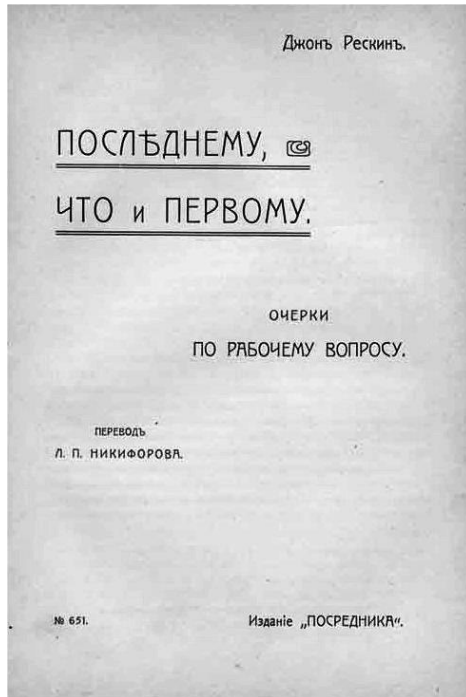 Джонъ Рескинъ.
ПОСЛѢДНЕМУ,
ЧТО и ПЕРВОМУ.
ОЧЕРКИ
ПО РАБОЧЕМУ ВОПРОСУ.
ПЕРЕВОДЪ
Л. П. НИКИФОРОВА.
№ 651.
Изданіе „ПОСРЕДНИКА“.